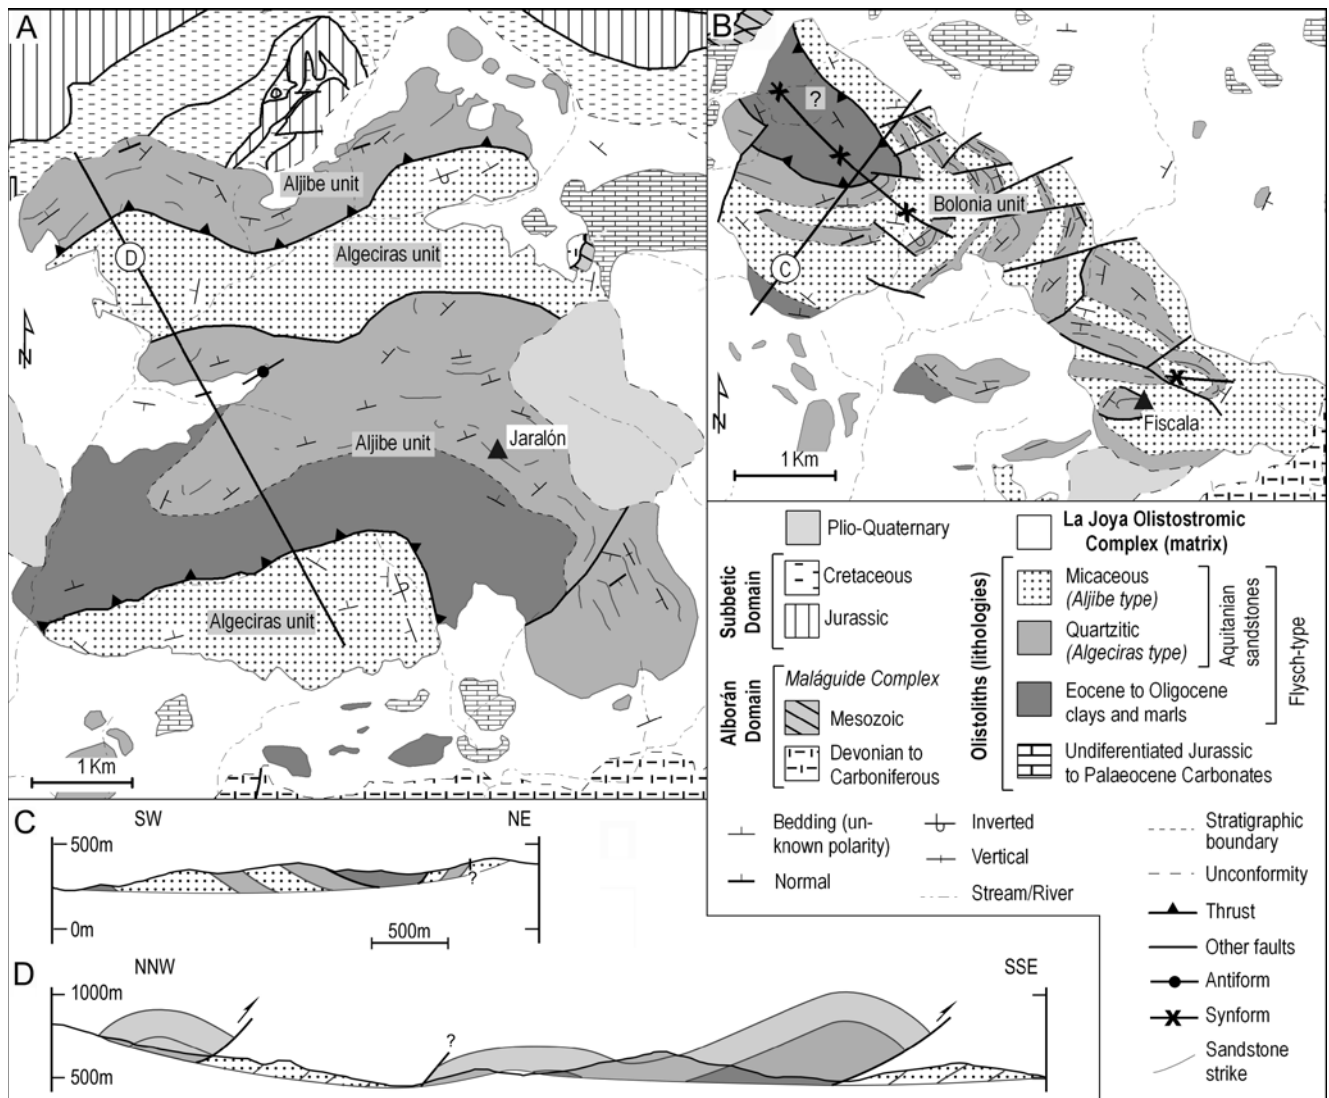 A
Aljibe unit
Algeciras unit
D
N
Aljibe unit
Jaralón
Algeciras unit
1 Km
B
?
Bolonia unit
C
N
Fiscala
1 Km
Plio-Quaternary
Subbetic
Domain
Cretaceous
Jurassic
Alborán
Domain
Maláguide Complex
Mesozoic
Devonian to
Carboniferous
La Joya Olistostromic
Complex (matrix)
Olistoliths (lithologies)
Micaceous
(Aljibe type)
Quartzitic
(Algeciras type)
Aquitanian
sandstones
Eocene to Oligocene
clays and marls
Flysch-type
Undiferentiated Jurassic
to Palaeocene Carbonates
Bedding (un-
known polarity)
Normal
Inverted
Vertical
Stream/River
Stratigraphic
boundary
Unconformity
Thrust
Other faults
Antiform
Synform
Sandstone
strike
C
SW
NE
500m
0m
?
500m
D
NNW
SSE
1000m
500m
?